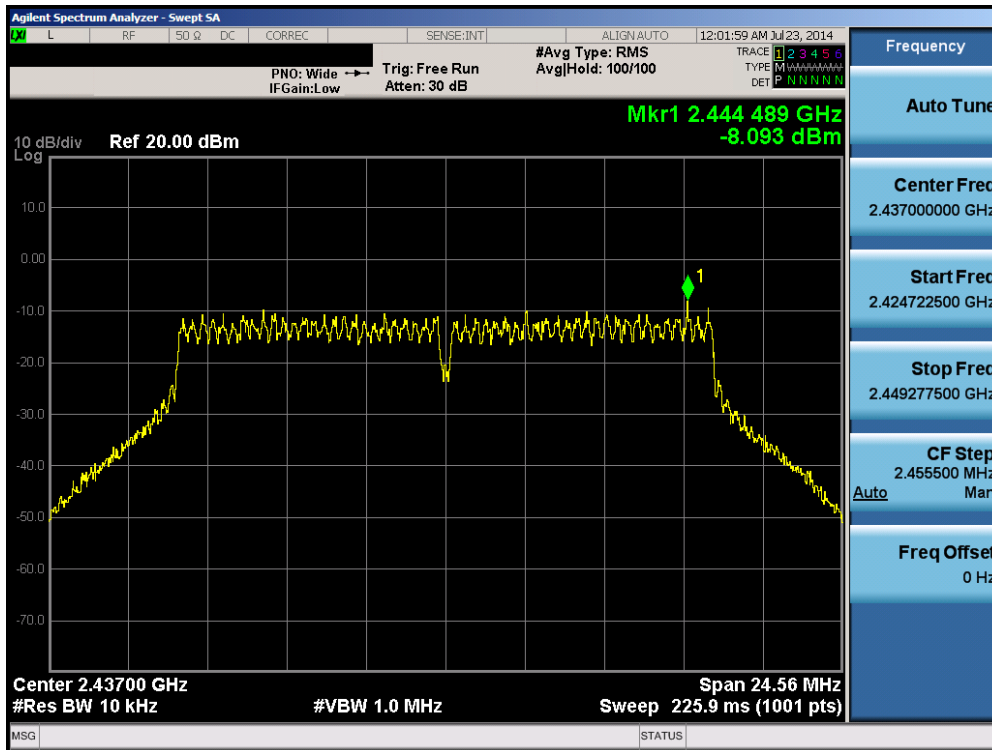 Agilent Spectrum Analyzer - Swept SA
LXI L RF 50 Ω DC CORREC SENSE:INT ALIGN AUTO 12:01:59 AM Jul 23, 2014
Frequency
PNO: Wide
IFGain:Low
Trig: Free Run
Atten: 30 dB
#Avg Type: RMS
Avg|Hold: 100/100
TRACE 1 2 3 4 5 6
TYPE M WWWWW
DET P N N N N N
Mkr1 2.444 489 GHz
-8.093 dBm
10 dB/div Ref 20.00 dBm
Log
10.0
0.00
-10.0
-20.0
-30.0
-40.0
-50.0
-60.0
-70.0
1
Center 2.43700 GHz
Span 24.56 MHz
#Res BW 10 kHz
#VBW 1.0 MHz
Sweep 225.9 ms (1001 pts)
Auto Tune
Center Freq
2.437000000 GHz
Start Freq
2.424722500 GHz
Stop Freq
2.449277500 GHz
CF Step
2.455500 MHz
Auto Man
Freq Offset
0 Hz
MSG
STATUS